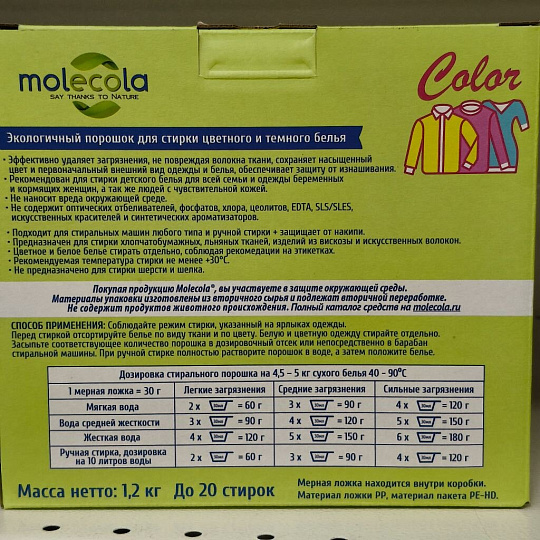 molecola
SAY THANKS TO NATURE
Color
Экологичный порошок для стирки цветного и темного белья
• Эффективно удаляет загрязнения, не повреждая волокна ткани, сохраняет насыщенный
цвет и первоначальный внешний вид одежды и белья, обеспечивает защиту от изнашивания.
• Рекомендован для стирки детского белья для всей семьи и одежды беременных
и кормящих женщин, а так же людей с чувствительной кожей.
• Не наносит вреда окружающей среде.
• Не содержит оптических отбеливателей, фосфатов, хлора, цеолитов, EDTA, SLS/SLES,
искусственных красителей и синтетических ароматизаторов.
• Подходит для стиральных машин любого типа и ручной стирки + защищает от накипи.
• Предназначен для стирки хлопчатобумажных, льняных тканей, изделий из вискозы и искусственных волокон.
• Цветное и белое белье стирать отдельно, соблюдая рекомедации на этикетках.
• Рекомендуемая температура стирки не менее +30°C.
• Не предназначено для стирки шерсти и шелка.
Покупая продукцию Molecola®, вы участвуете в защите окружающей среды.
Материалы упаковки изготовлены из вторичного сырья и подлежат вторичной переработке.
Не содержит продуктов животного происхождения. Полный каталог средств на molecola.ru
СПОСОБ ПРИМЕНЕНИЯ: Соблюдайте режим стирки, указанный на ярлыках одежды.
Перед стиркой отсортируйте белье по виду ткани и по цвету. Белую и цветную одежду стирайте отдельно.
Засыпьте соответствующее количество порошка в дозировочный отсек или непосредственно в барабан
стиральной машины. При ручной стирке полностью растворите порошок в воде, а затем положите белье.
Дозировка стирального порошка на 4,5 – 5 кг сухого белья 40 - 90°C
1 мерная ложка = 30 г Легкие загрязнения Средние загрязнения Сильные загрязнения
Мягкая вода 2 x = 60 г 3 x = 90 г 4 x = 120 г
Вода средней жесткости 3 x = 90 г 4 x = 120 г 5 x = 150 г
Жесткая вода 4 x = 120 г 5 x = 150 г 6 x = 180 г
Ручная стирка, дозировка
на 10 литров воды 2 x = 60 г 3 x = 90 г 4 x = 120 г
Масса нетто: 1,2 кг До 20 стирок
Мерная ложка находится внутри коробки.
Материал ложки PP, материал пакета PE-HD.